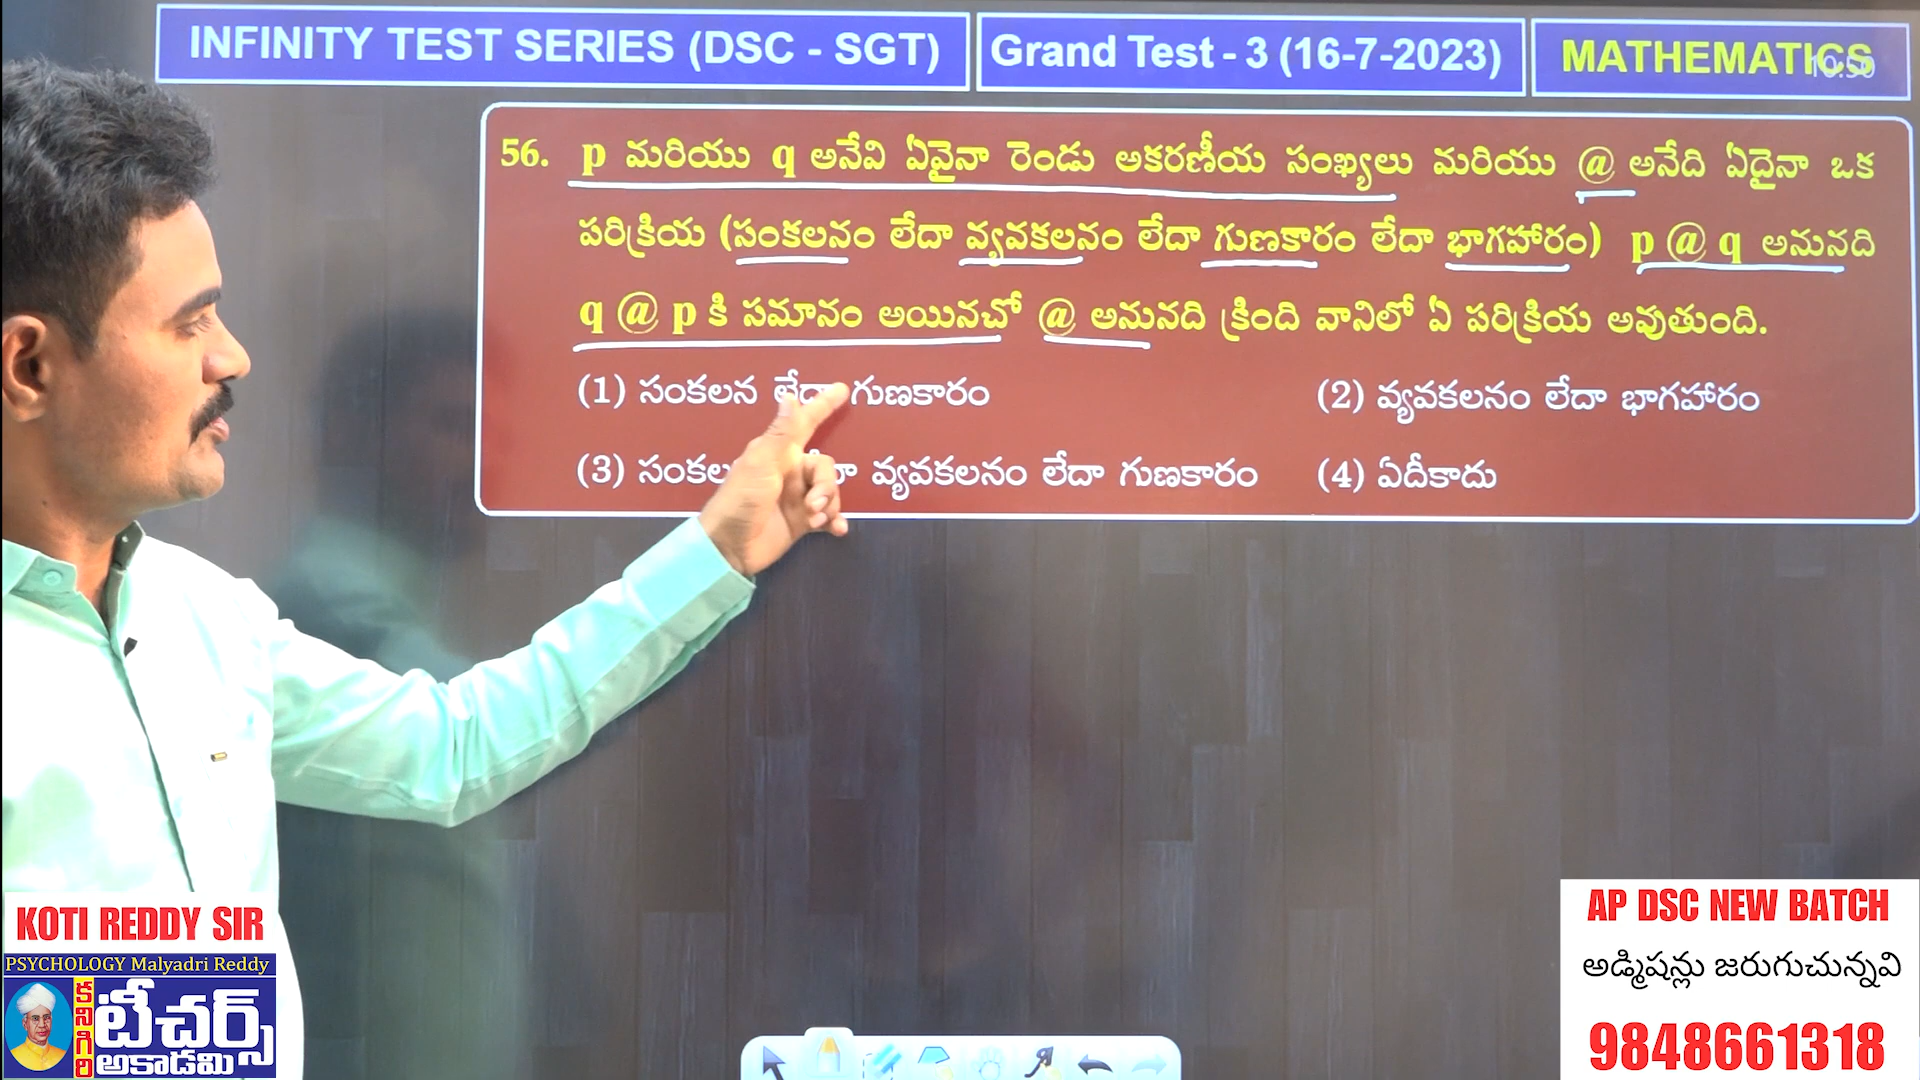 INFINITY TEST SERIES (DSC - SGT)
Grand Test - 3 (16-7-2023)
MATHEMATICS
56. p మరియు q అనేవి ఏవైనా రెండు అకరణీయ సంఖ్యలు మరియు @ అనేది ఏదైనా ఒక
పరిక్రియ (సంకలనం లేదా వ్యవకలనం లేదా గుణకారం లేదా భాగహారం) p @ q అనునది
q @ p కి సమానం అయినచో @ అనునది క్రింది వానిలో ఏ పరిక్రియ అవుతుంది.
(1) సంకలన లేదా గుణకారం
(2) వ్యవకలనం లేదా భాగహారం
(3) వ్యవకలనం లేదా గుణకారం
(4) ఏదీకాదు
KOTI REDDY SIR
PSYCHOLOGY Malyadri Reddy
కనిగిరి
టీచర్స్
అకాడమి
AP DSC NEW BATCH
అడ్మిషన్లు జరుగుచున్నవి
9848661318